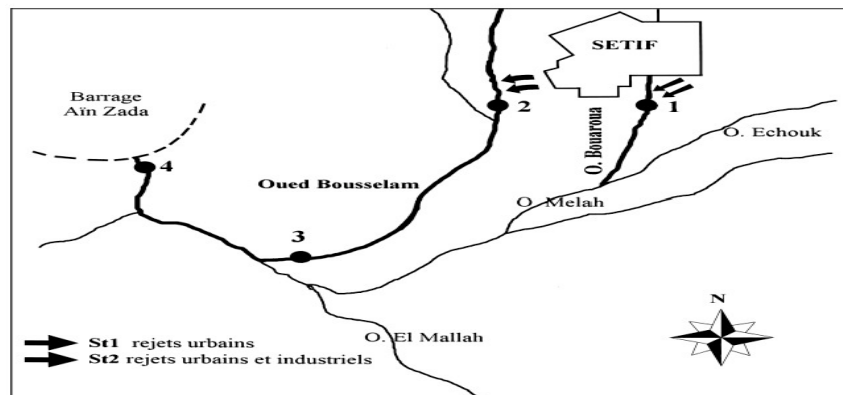 SETIF
Barrage
Aïn Zada
2
1
O. Bouaroua
O. Echouk
4
Oued Bousselam
O. Melah
3
N
O. El Mallah
St1 rejets urbains
St2 rejets urbains et industriels